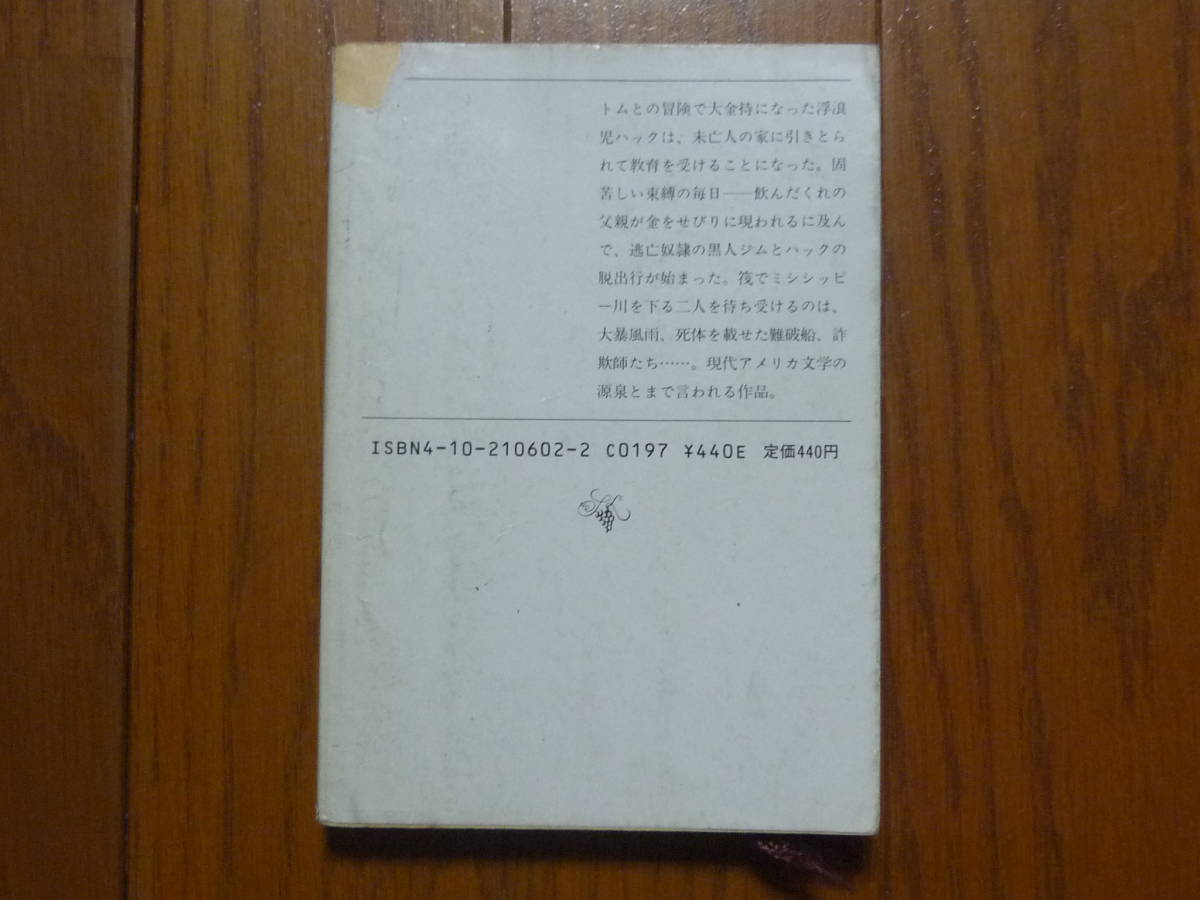 トムとの冒険で大金持になった浮浪
児ハックは、未亡人の家に引きとら
れて教育を受けることになった。固
苦しい束縛の毎日――飲んだくれの
父親が金をせびりに現われるに及ん
で、逃亡奴隷の黒人ジムとハックの
脱出行が始まった。筏でミシシッピ
ー川を下る二人を待ち受けるのは、
大暴風雨、死体を載せた難破船、詐
欺師たち……。現代アメリカ文学の
源泉とまで言われる作品。
ISBN4-10-210602-2 C0197 ¥440E 定価440円